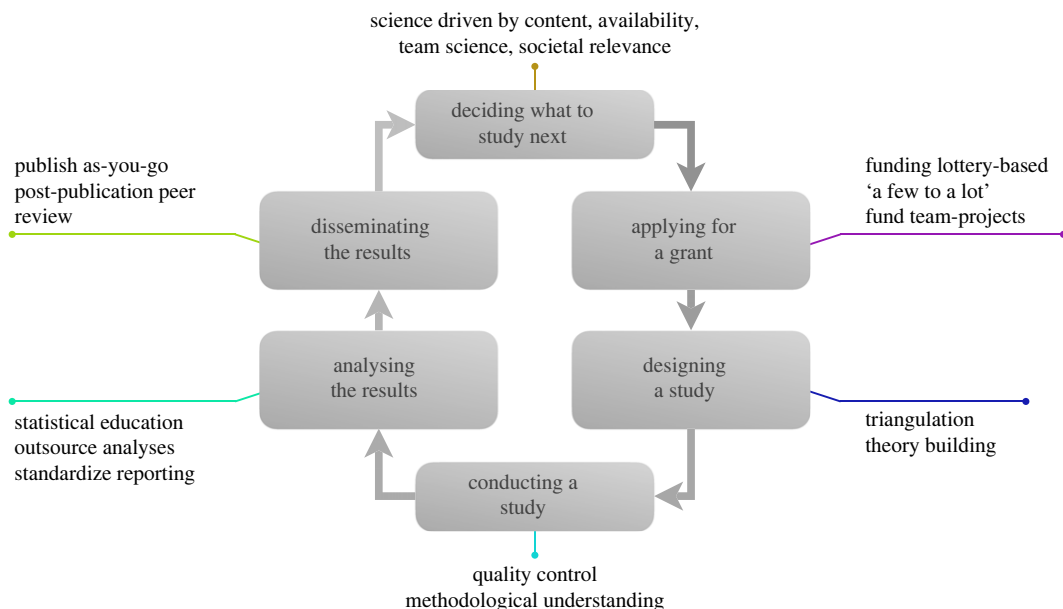 science driven by content, availability,
team science, societal relevance
deciding what to
study next
publish as-you-go
post-publication peer
review
funding lottery-based
‘a few to a lot’
fund team-projects
disseminating
the results
applying for
a grant
analysing
the results
designing
a study
statistical education
outsource analyses
standardize reporting
triangulation
theory building
conducting a
study
quality control
methodological understanding